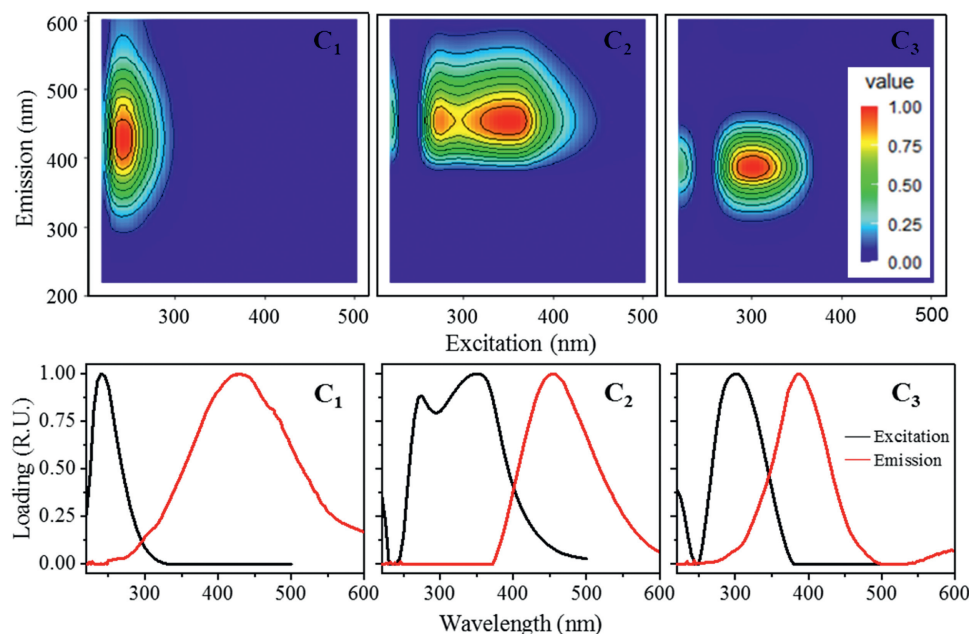 C1
C2
C3
600
500
400
300
200
Emission (nm)
value
1.00
0.75
0.50
0.25
0.00
300 400 500
300 400 500
300 400 500
Excitation (nm)
1.00
0.75
0.50
0.25
0.00
Loading (R.U.)
C1
C2
C3
Excitation
Emission
300 400 500 600
300 400 500 600
300 400 500 600
Wavelength (nm)